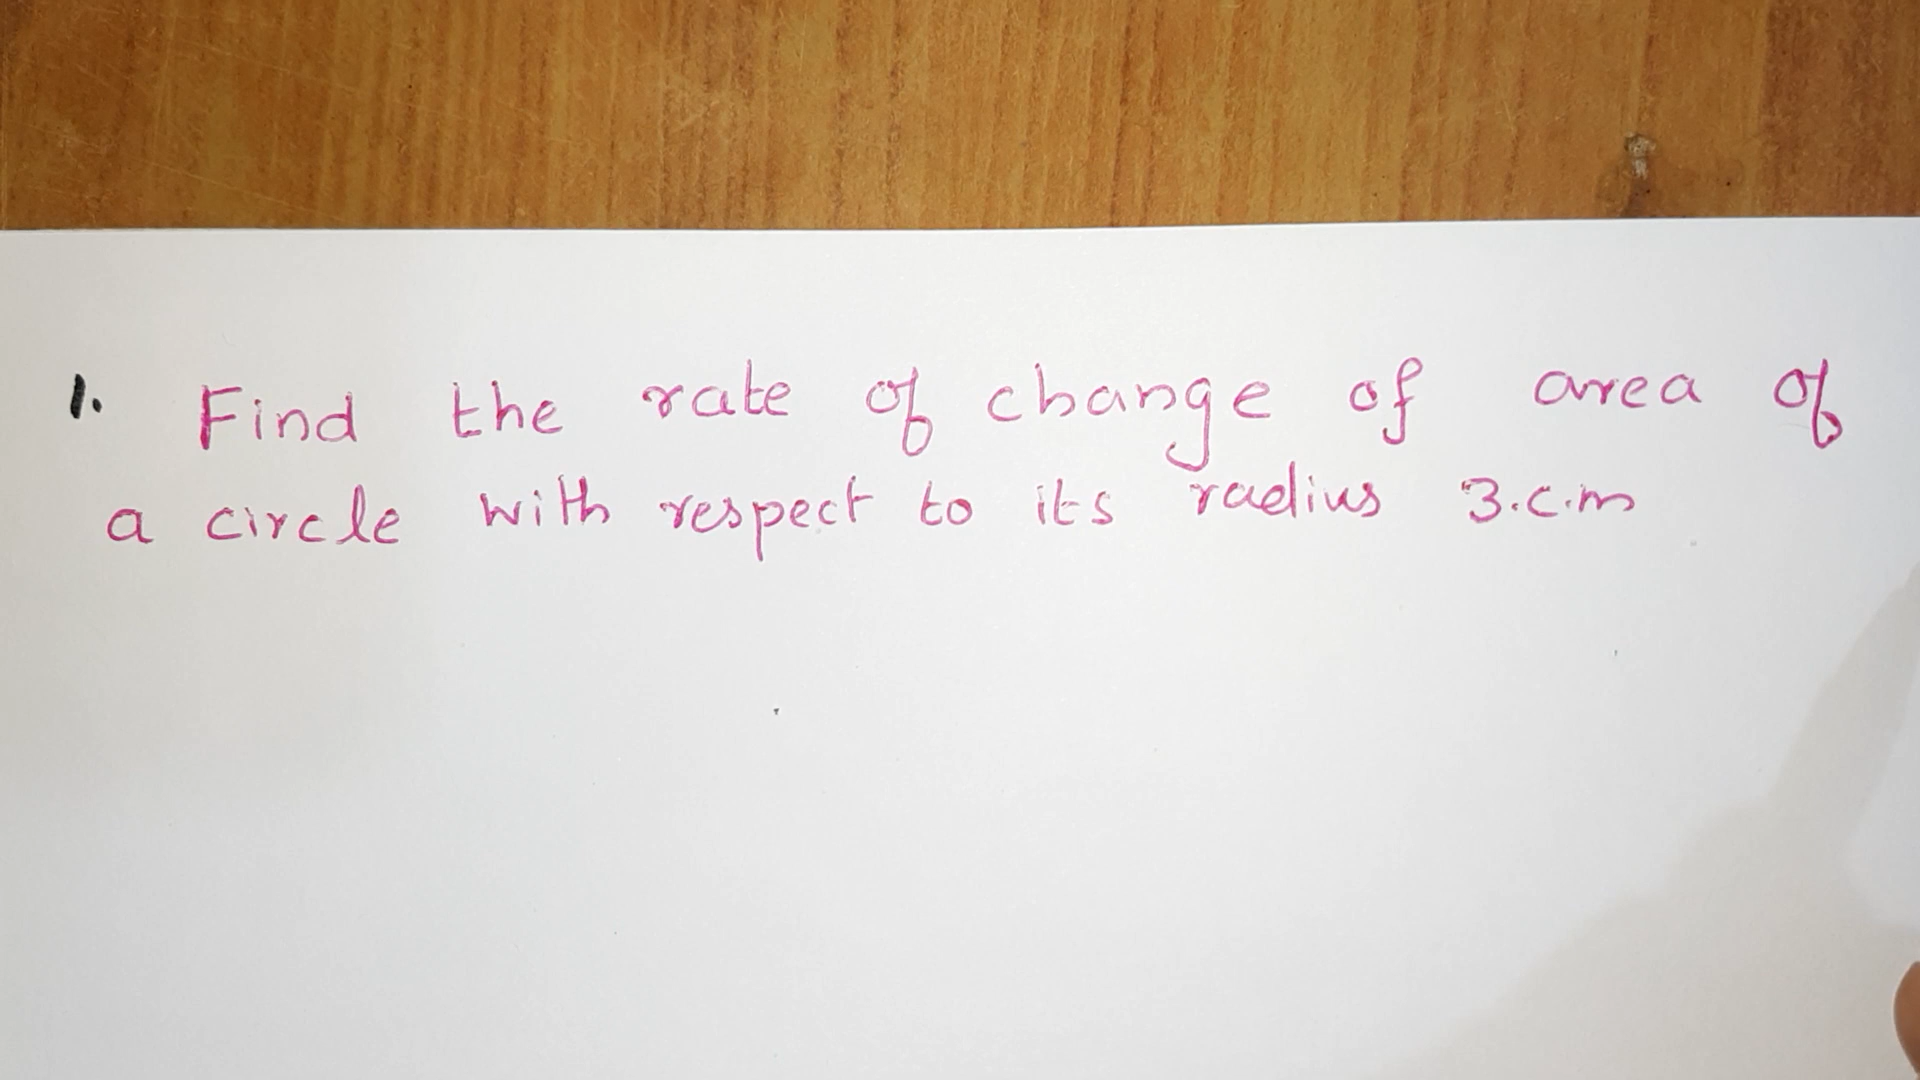 1. Find the rate of change of area of
a circle with respect to its radius 3.c.m